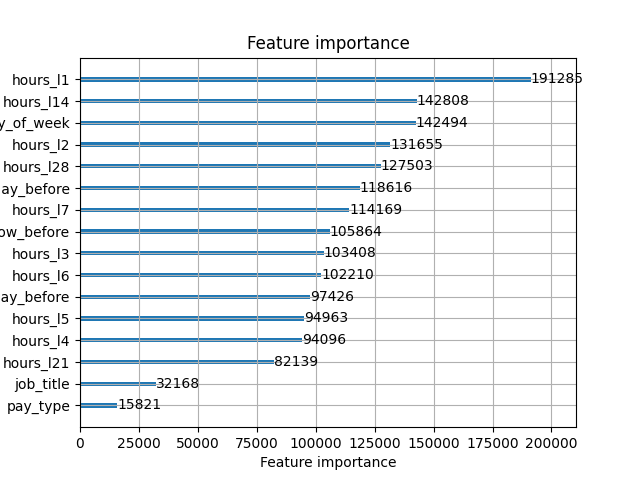 Feature importance
hours_l1 191285
hours_l14 142808
y_of_week 142494
hours_l2 131655
hours_l28 127503
ay_before 118616
hours_l7 114169
ow_before 105864
hours_l3 103408
hours_l6 102210
ay_before 97426
hours_l5 94963
hours_l4 94096
hours_l21 82139
job_title 32168
pay_type 15821
0 25000 50000 75000 100000 125000 150000 175000 200000
Feature importance